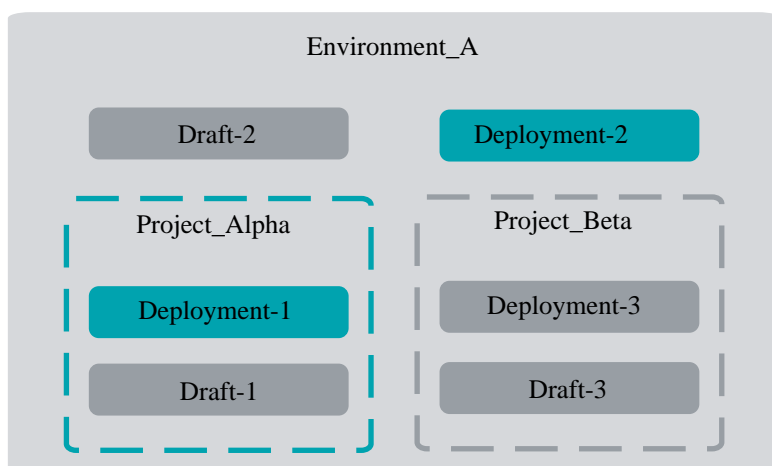 Environment_A
Draft-2
Deployment-2
Project_Alpha
Deployment-1
Draft-1
Project_Beta
Deployment-3
Draft-3